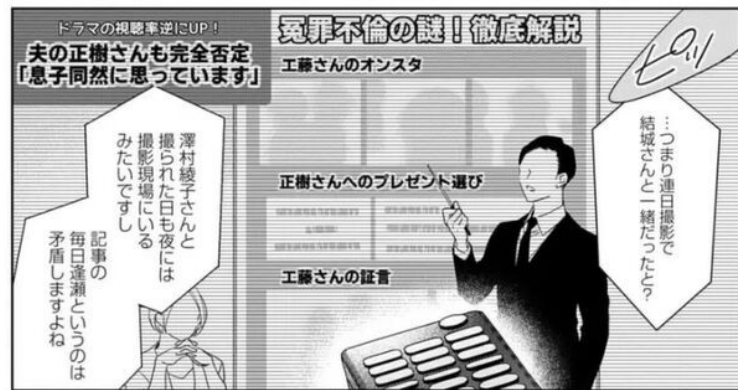 ピッ
…つまり連日撮影で
結城さんと一緒だったと?
冤罪不倫の謎!徹底解説
工藤さんのオンスタ
正樹さんへのプレゼント選び
工藤さんの証言
ドラマの視聴率逆にUP!
夫の正樹さんも完全否定
「息子同然に思っています」
澤村綾子さんと
撮られた日も夜には
撮影現場にいる
みたいですし
記事の
毎日逢瀬というのは
矛盾しますよね